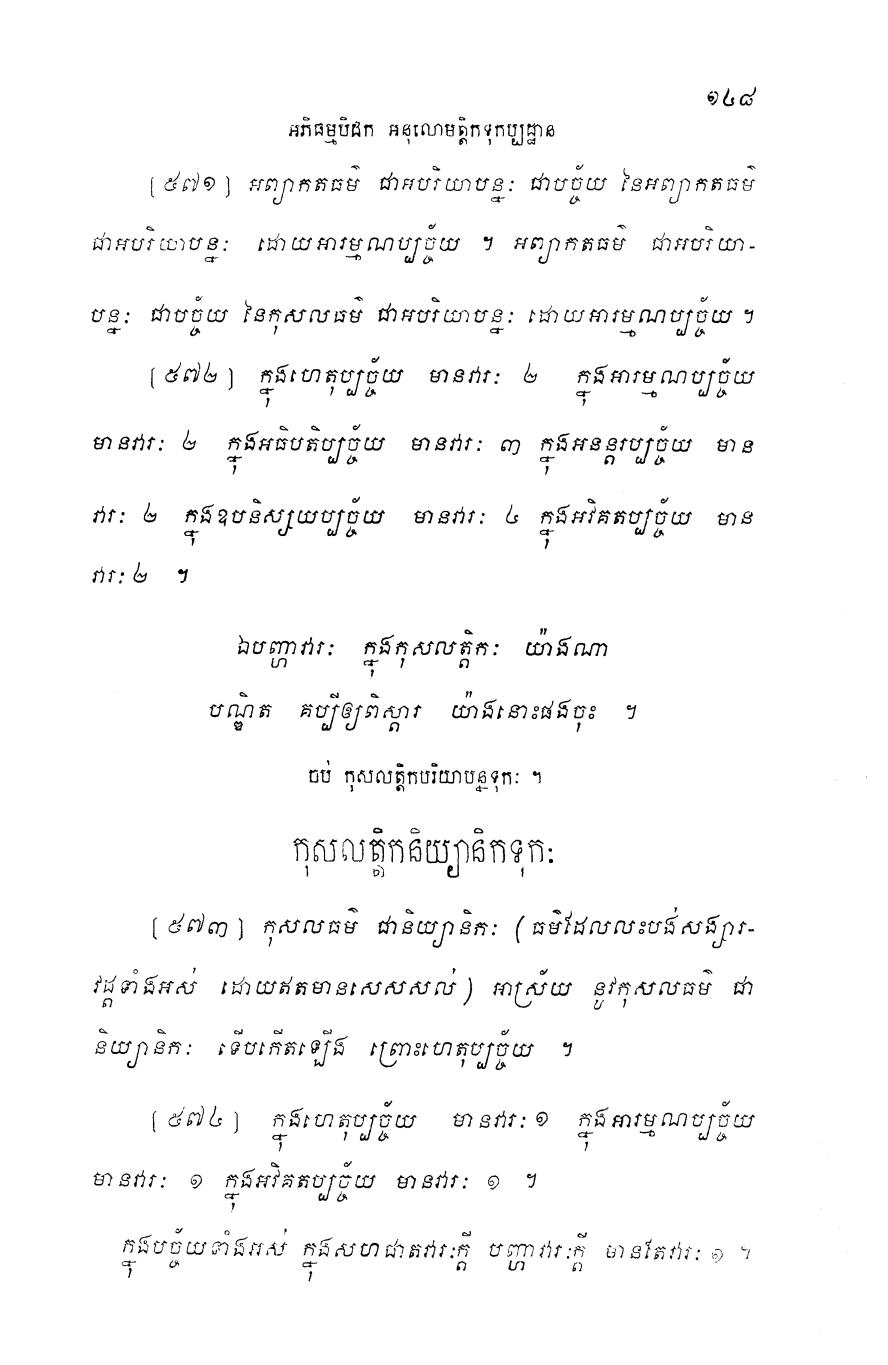 ១៤៨
អភិធម្មបិដក អនុលោមត្តិកទុកប្បដ្ឋាន
[៥៧១] អព្យាកតធម៌ ជាអបរិយាបន្នៈ ជាបច្ច័យ នៃអព្យាកតធម៌
ជាអបរិយាបន្នៈ ដោយអារម្មណប្បច្ច័យ ។ អព្យាកតធម៌ ជាអបរិយា-
បន្នៈ ជាបច្ច័យ នៃកុសលធម៌ ជាអបរិយាបន្នៈ ដោយអារម្មណប្បច្ច័យ ។
[៥៧២] ក្នុងហេតុប្បច្ច័យ មានវារៈ ២ ក្នុងអារម្មណប្បច្ច័យ
មានវារៈ ២ ក្នុងអធិបតិប្បច្ច័យ មានវារៈ ៣ ក្នុងអនន្តរប្បច្ច័យ មាន
វារៈ ២ ក្នុងឧបនិស្សយប្បច្ច័យ មានវារៈ ៤ ក្នុងអវិគតប្បច្ច័យ មាន
វារៈ ២ ។
ឯបញ្ហាវារៈ ក្នុងកុសលត្តិកៈ យ៉ាងណា
បណ្ឌិត គប្បីឲ្យពិស្តារ យ៉ាងនោះផងចុះ ។
ចប់ កុសលត្តិកបរិយាបន្នទុកៈ ។
កុសលត្តិកនិយ្យានិកទុកៈ
[៥៧៣] កុសលធម៌ ជានិយ្យានិកៈ (ធម៌ដែលលះបង់សង្សារ-
វដ្តទាំងអស់ ដោយឥតមានសេសសល់) អាស្រ័យ នូវកុសលធម៌ ជា
និយ្យានិកៈ ទើបកើតឡើង ព្រោះហេតុប្បច្ច័យ ។
[៥៧៤] ក្នុងហេតុប្បច្ច័យ មានវារៈ ១ ក្នុងអារម្មណប្បច្ច័យ
មានវារៈ ១ ក្នុងអវិគតប្បច្ច័យ មានវារៈ ១ ។
ក្នុងបច្ច័យទាំងអស់ ក្នុងសហជាតវារៈក្តី បញ្ហាវារៈក្តី មានតែវារៈ ១ ។